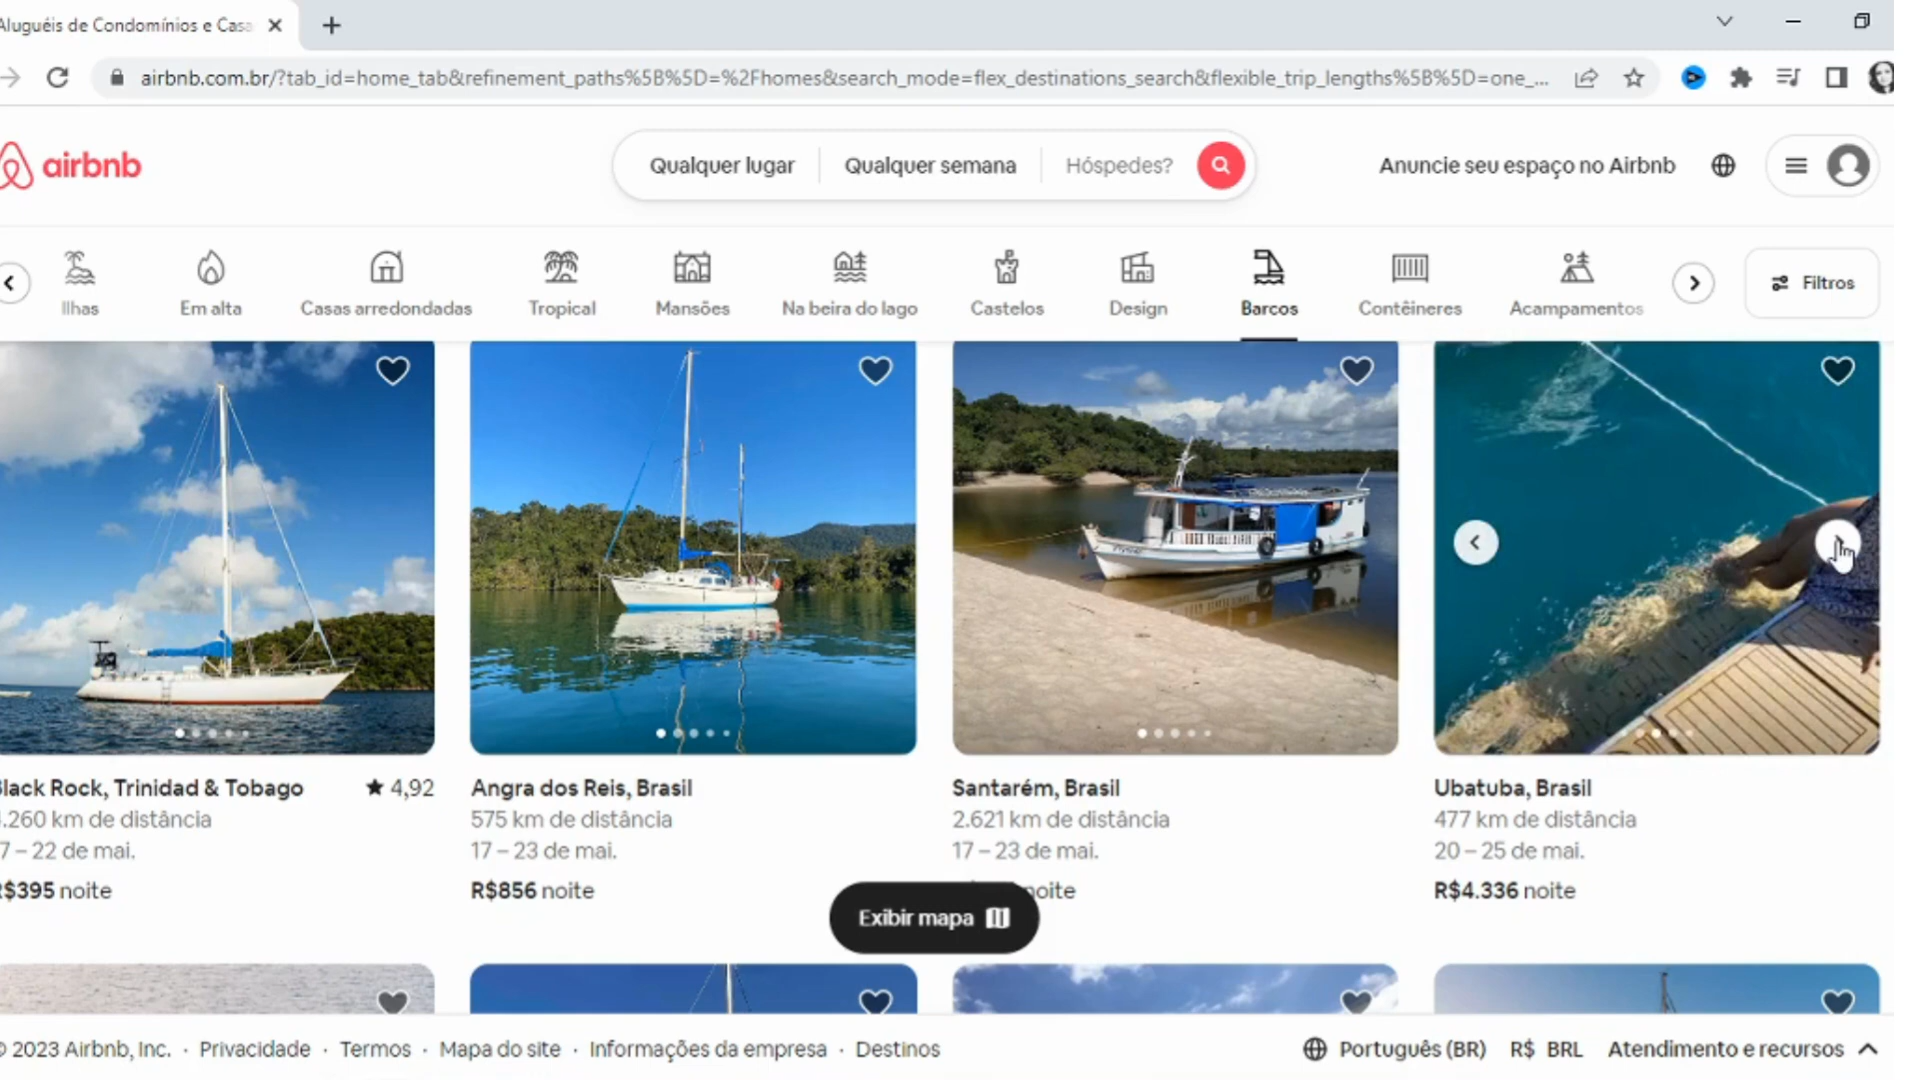 Aluguéis de Condomínios e Casa
airbnb.com.br/?tab_id=home_tab&refinement_paths%5B%5D=%2Fhomes&search_mode=flex_destinations_search&flexible_trip_lengths%5B%5D=one_...
airbnb
Qualquer lugar
Qualquer semana
Hóspedes?
Anuncie seu espaço no Airbnb
Ilhas
Em alta
Casas arredondadas
Tropical
Mansões
Na beira do lago
Castelos
Design
Barcos
Contêineres
Acampamentos
Filtros
Black Rock, Trinidad & Tobago
★ 4,92
.260 km de distância
7 – 22 de mai.
R$395 noite
Angra dos Reis, Brasil
575 km de distância
17 – 23 de mai.
R$856 noite
Santarém, Brasil
2.621 km de distância
17 – 23 de mai.
noite
Ubatuba, Brasil
477 km de distância
20 – 25 de mai.
R$4.336 noite
Exibir mapa
© 2023 Airbnb, Inc. · Privacidade · Termos · Mapa do site · Informações da empresa · Destinos
Português (BR)
R$ BRL
Atendimento e recursos